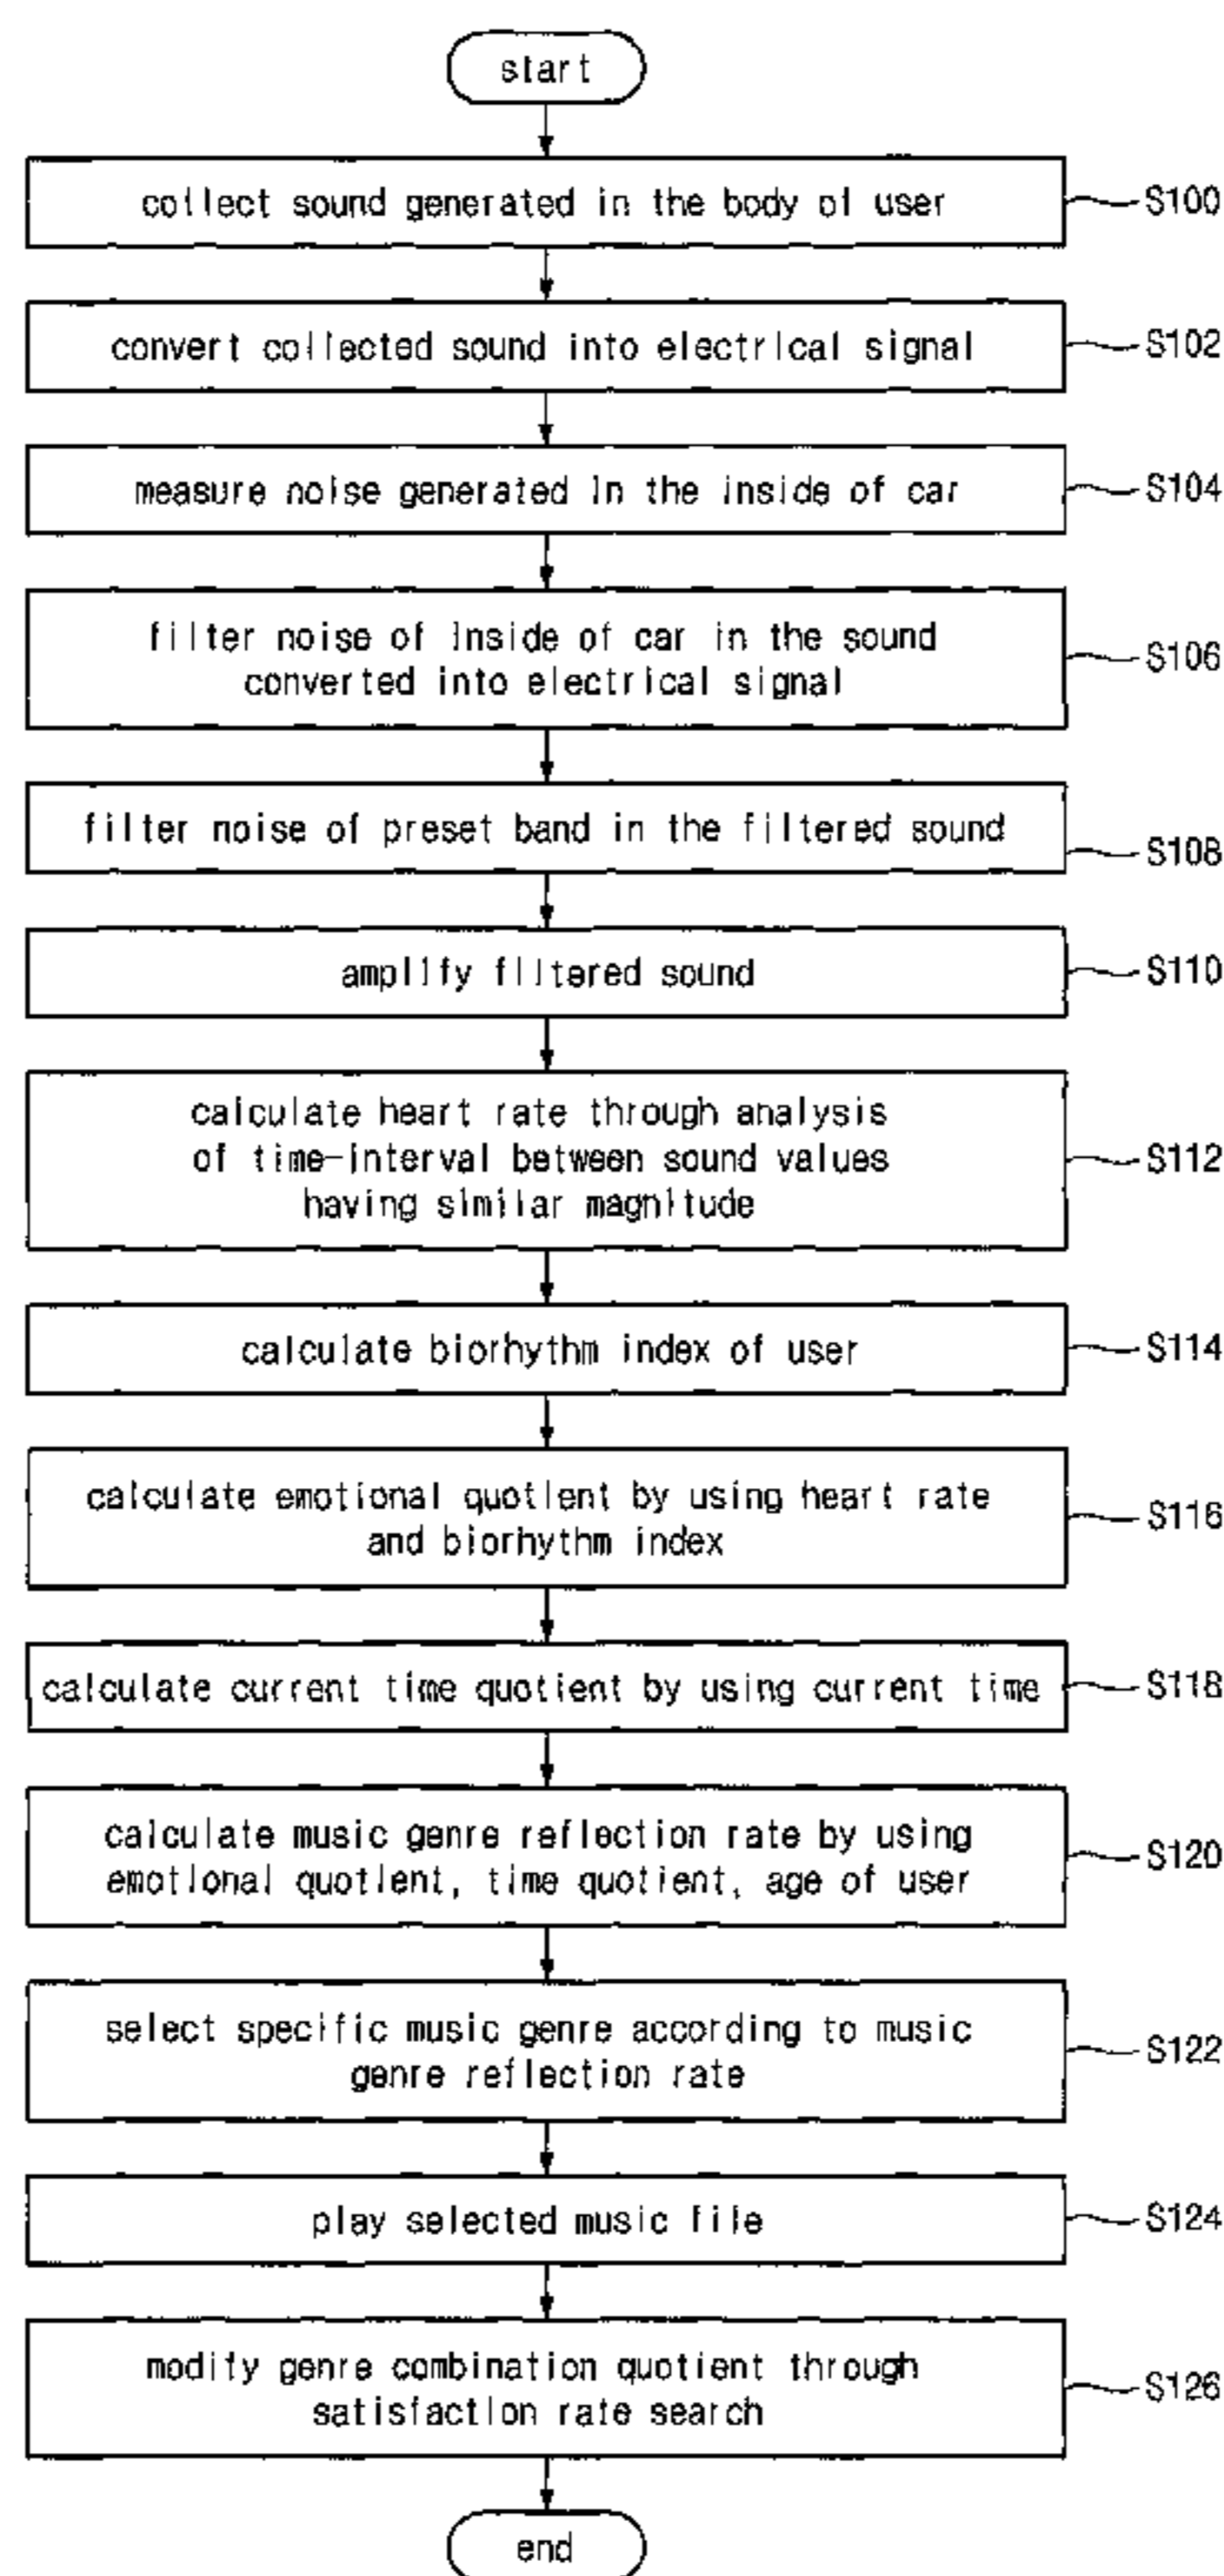 start
collect sound generated in the body of user
S100
convert collected sound into electrical signal
S102
measure noise generated in the inside of car
S104
filter noise of inside of car in the sound
converted into electrical signal
S106
filter noise of preset band in the filtered sound
S108
amplify filtered sound
S110
calculate heart rate through analysis
of time-interval between sound values
having similar magnitude
S112
calculate biorhythm index of user
S114
calculate emotional quotient by using heart rate
and biorhythm index
S116
calculate current time quotient by using current time
S118
calculate music genre reflection rate by using
emotional quotient, time quotient, age of user
S120
select specific music genre according to music
genre reflection rate
S122
play selected music file
S124
modify genre combination quotient through
satisfaction rate search
S126
end